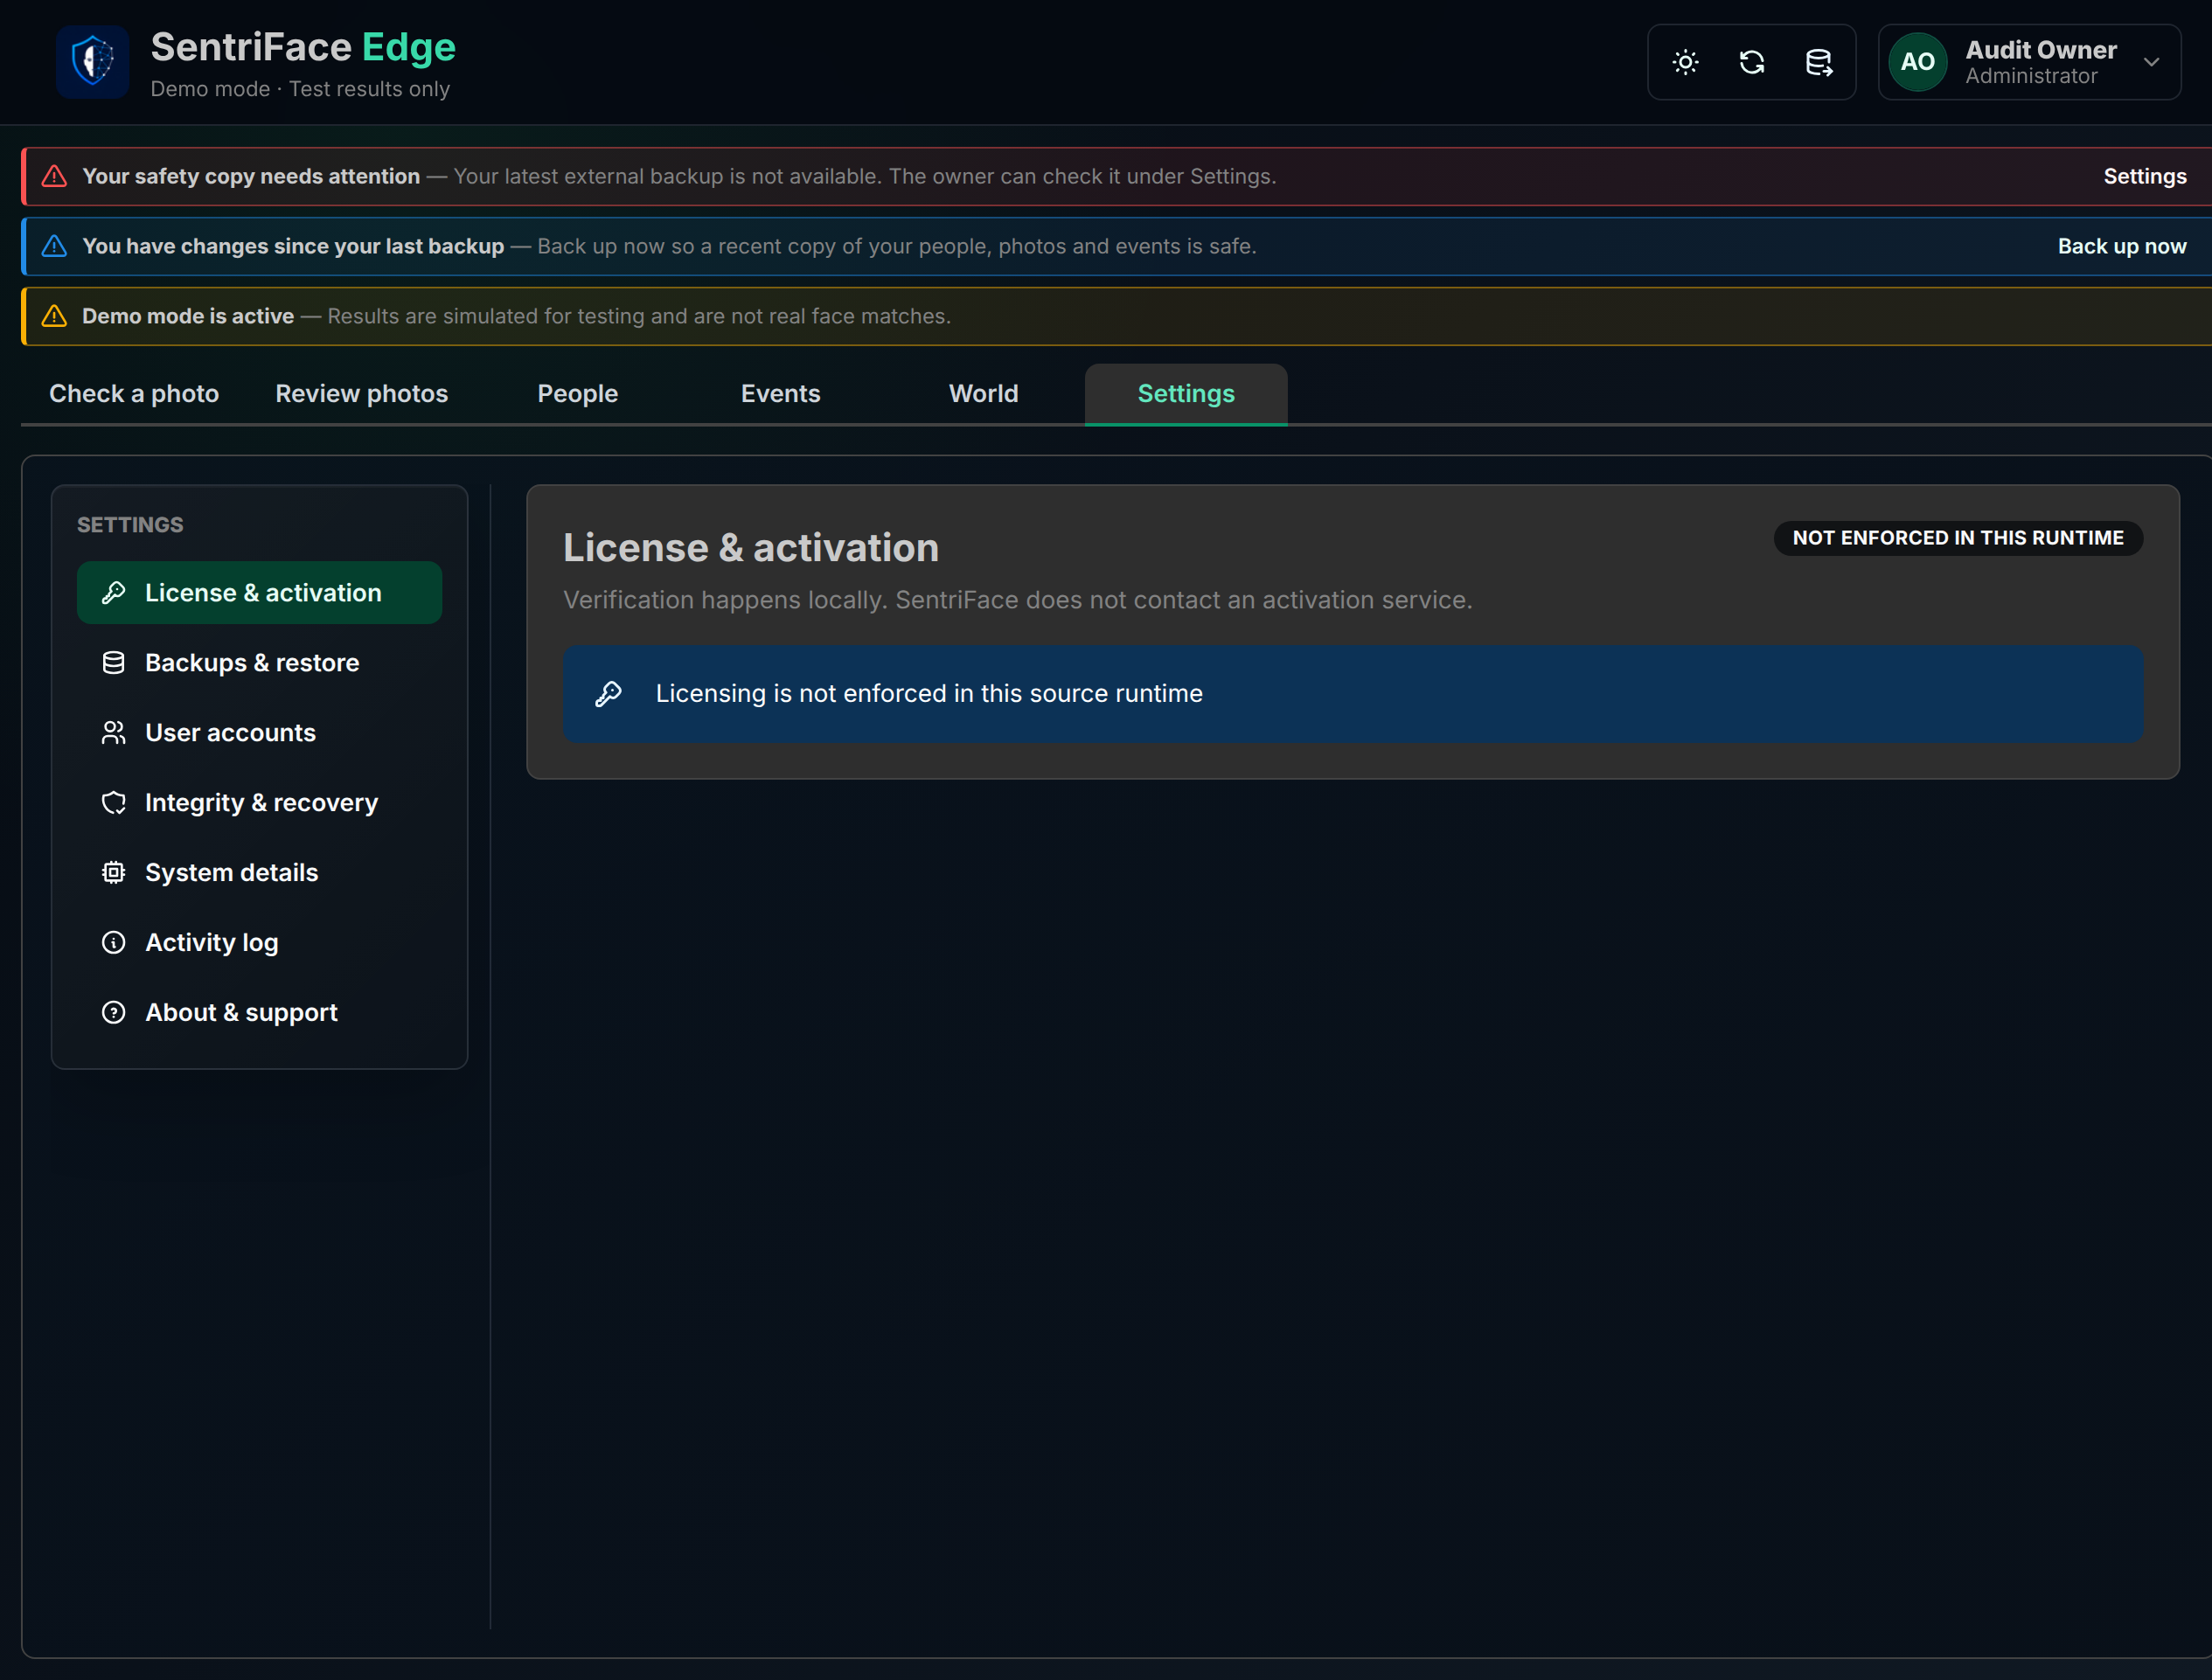 SentriFace Edge
Demo mode · Test results only
AO
Audit Owner
Administrator
Your safety copy needs attention — Your latest external backup is not available. The owner can check it under Settings.
Settings
You have changes since your last backup — Back up now so a recent copy of your people, photos and events is safe.
Back up now
Demo mode is active — Results are simulated for testing and are not real face matches.
Check a photo
Review photos
People
Events
World
Settings
SETTINGS
License & activation
Backups & restore
User accounts
Integrity & recovery
System details
Activity log
About & support
License & activation
NOT ENFORCED IN THIS RUNTIME
Verification happens locally. SentriFace does not contact an activation service.
Licensing is not enforced in this source runtime